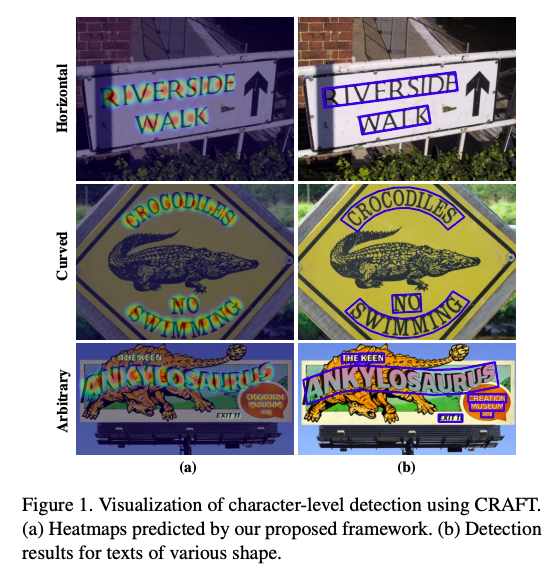 Horizontal
RIVERSIDE
WALK
RIVERSIDE
WALK
Curved
CROCODILES
NO
SWIMMING
CROCODILES
NO
SWIMMING
Arbitrary
THE KEEN
ANKYLOSAURUS
CREATION
MUSEUM
.org
EXIT 11
THE KEEN
ANKYLOSAURUS
CREATION
MUSEUM
EXIT 11
(a)
(b)
Figure 1. Visualization of character-level detection using CRAFT.
(a) Heatmaps predicted by our proposed framework. (b) Detection
results for texts of various shape.